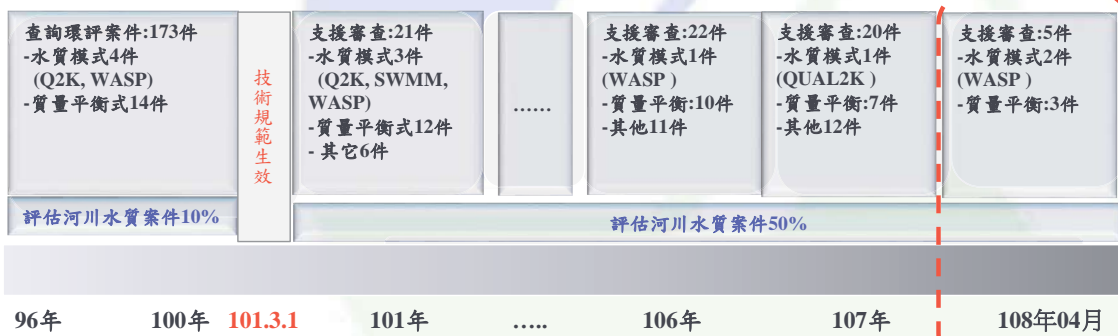 查詢環評案件:173件
-水質模式4件
(Q2K, WASP)
-質量平衡式14件
技術規範生效
支援審查:21件
-水質模式3件
(Q2K, SWMM,
WASP)
-質量平衡式12件
- 其它6件
......
支援審查:22件
-水質模式1件
(WASP )
-質量平衡:10件
-其他11件
支援審查:20件
-水質模式1件
(QUAL2K )
-質量平衡:7件
-其他12件
支援審查:5件
-水質模式2件
(WASP )
-質量平衡:3件
評估河川水質案件10%
評估河川水質案件50%
96年 100年 101.3.1 101年 ..... 106年 107年 108年04月